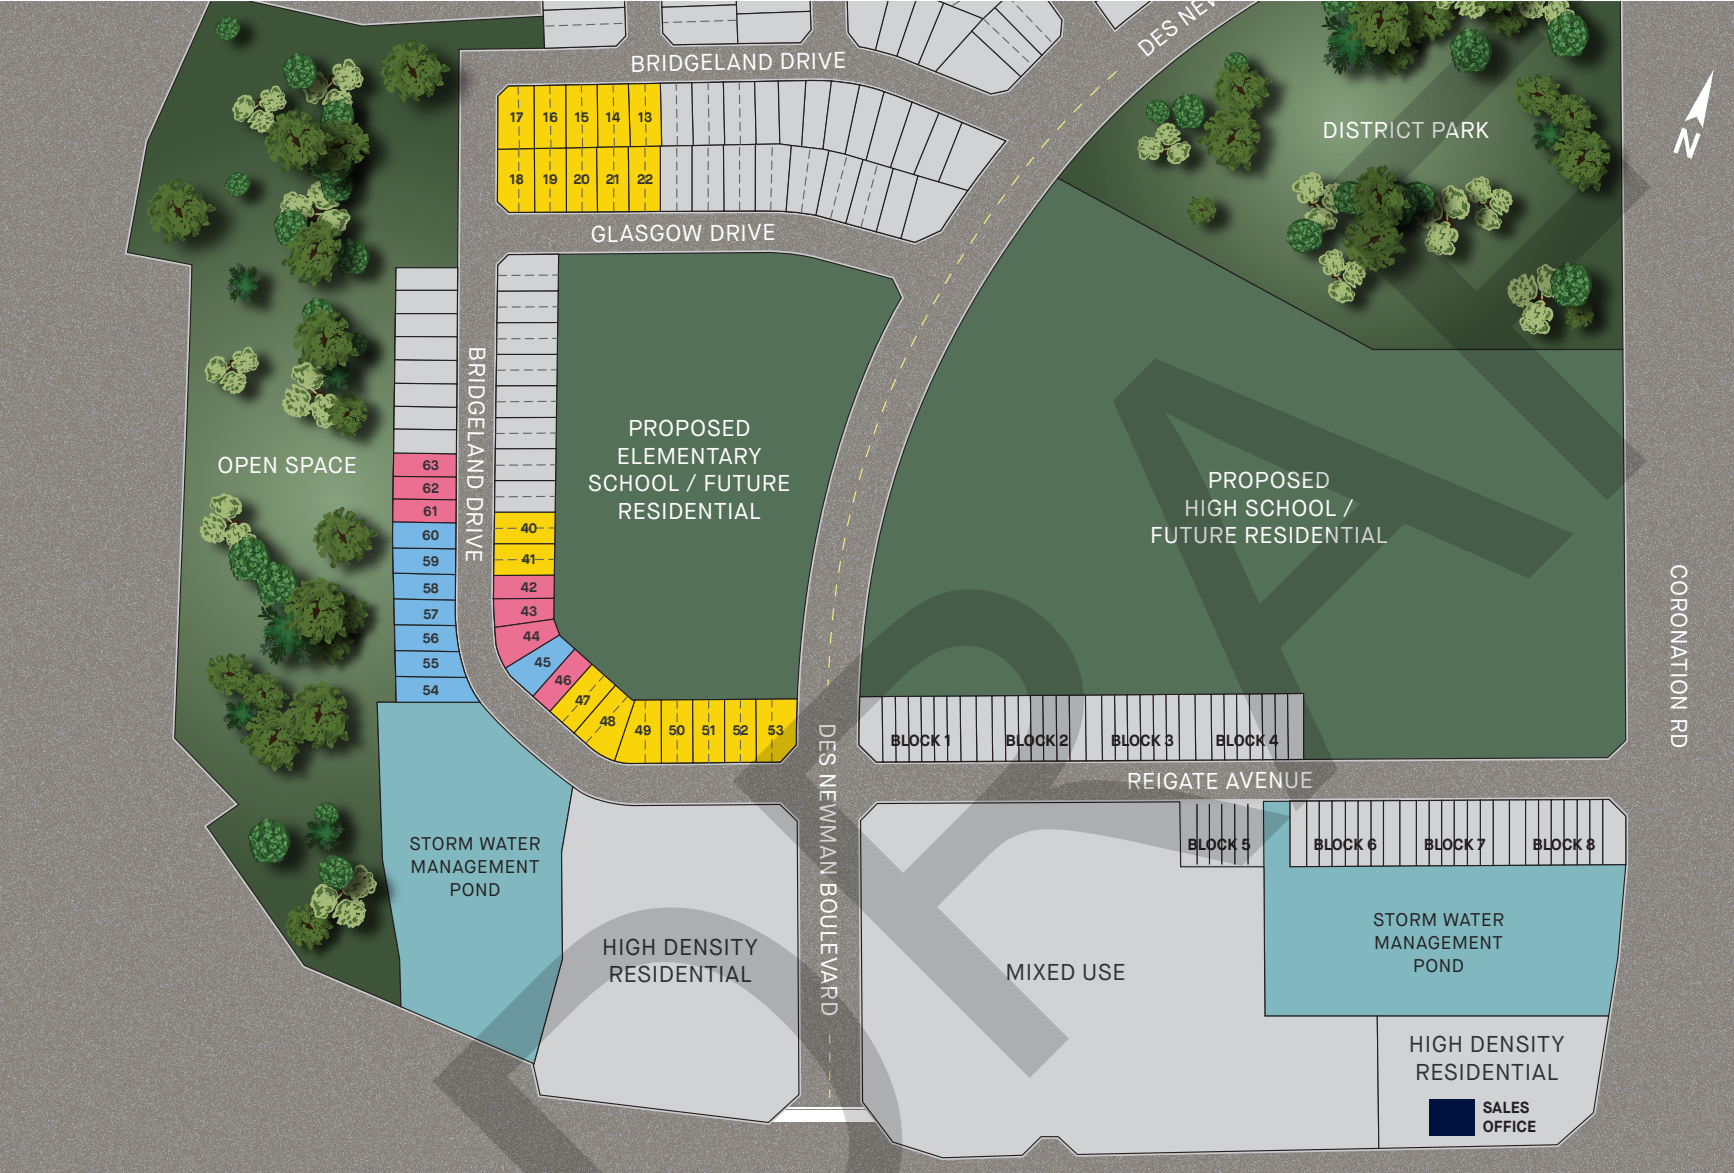 BRIDGELAND DRIVE
DES NEW
N
DISTRICT PARK
17 16 15 14 13
18 19 20 21 22
GLASGOW DRIVE
BRIDGELAND DRIVE
OPEN SPACE
PROPOSED
ELEMENTARY
SCHOOL / FUTURE
RESIDENTIAL
PROPOSED
HIGH SCHOOL /
FUTURE RESIDENTIAL
63
62
61
60
59
58
57
56
55
54
40
41
42
43
44
45
46
47
48
49 50 51 52 53
CORONATION RD
BLOCK 1 BLOCK 2 BLOCK 3 BLOCK 4
REIGATE AVENUE
DES NEWMAN BOULEVARD
BLOCK 5 BLOCK 6 BLOCK 7 BLOCK 8
STORM WATER
MANAGEMENT
POND
HIGH DENSITY
RESIDENTIAL
MIXED USE
STORM WATER
MANAGEMENT
POND
HIGH DENSITY
RESIDENTIAL
SALES
OFFICE